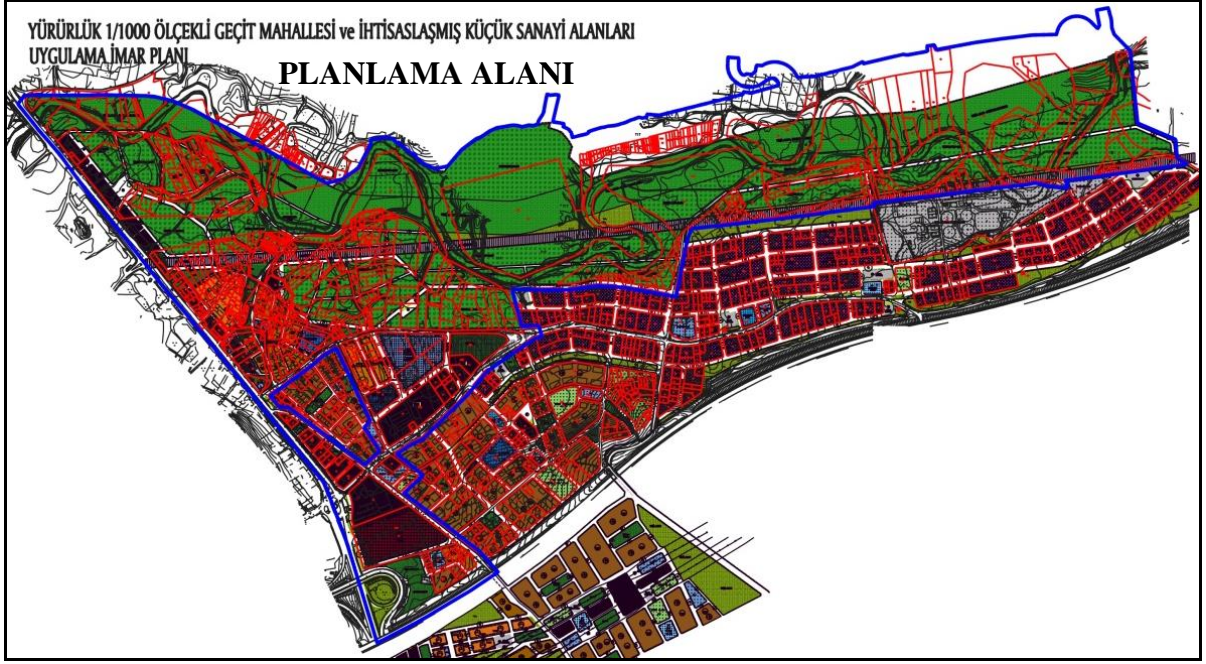 YÜRÜRLÜK 1/1000 ÖLÇEKLİ GEÇİT MAHALLESİ ve İHTİSASLAŞMIŞ KÜÇÜK SANAYİ ALANLARI
UYGULAMA İMAR PLANI
PLANLAMA ALANI